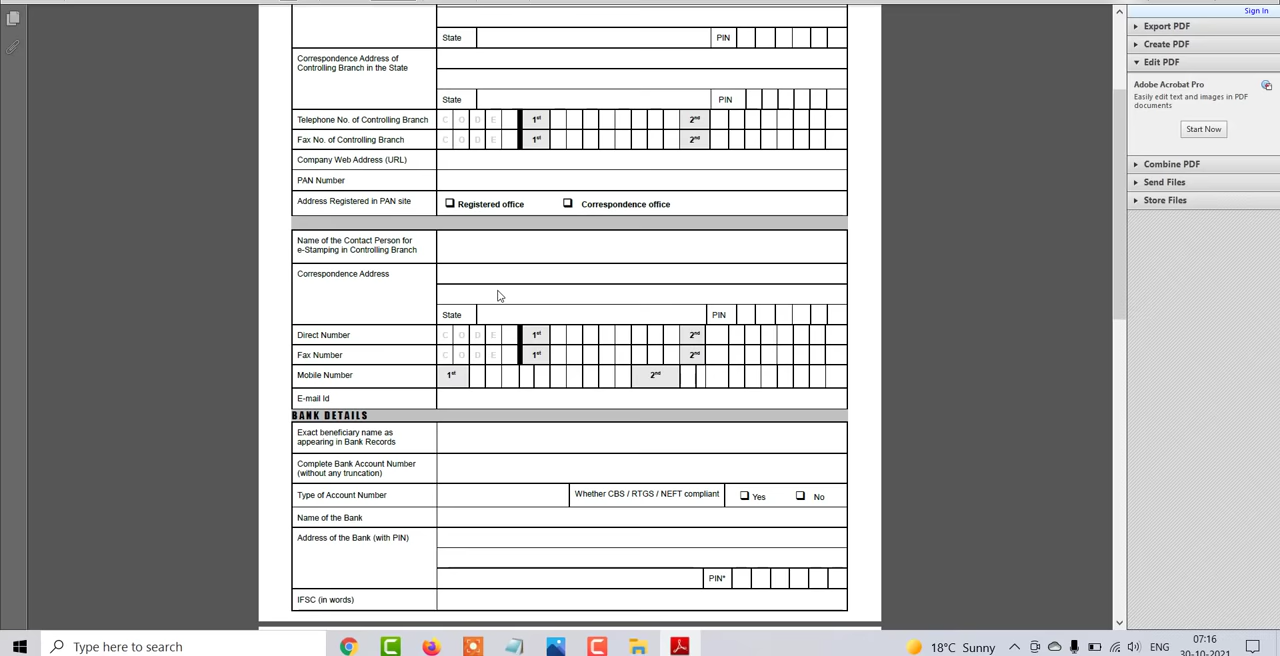 Sign In
Export PDF
Create PDF
Edit PDF
Adobe Acrobat Pro
Easily edit text and images in PDF
documents
Start Now
Combine PDF
Send Files
Store Files
State PIN
Correspondence Address of
Controlling Branch in the State
State PIN
Telephone No. of Controlling Branch C O D E 1st 2nd
Fax No. of Controlling Branch C O D E 1st 2nd
Company Web Address (URL)
PAN Number
Address Registered in PAN site Registered office Correspondence office
Name of the Contact Person for
e-Stamping in Controlling Branch
Correspondence Address
State PIN
Direct Number C O D E 1st 2nd
Fax Number C O D E 1st 2nd
Mobile Number 1st 2nd
E-mail Id
BANK DETAILS
Exact beneficiary name as
appearing in Bank Records
Complete Bank Account Number
(without any truncation)
Type of Account Number Whether CBS / RTGS / NEFT compliant Yes No
Name of the Bank
Address of the Bank (with PIN)
PIN*
IFSC (in words)
Type here to search 18°C Sunny ENG 07:16
30-10-2021